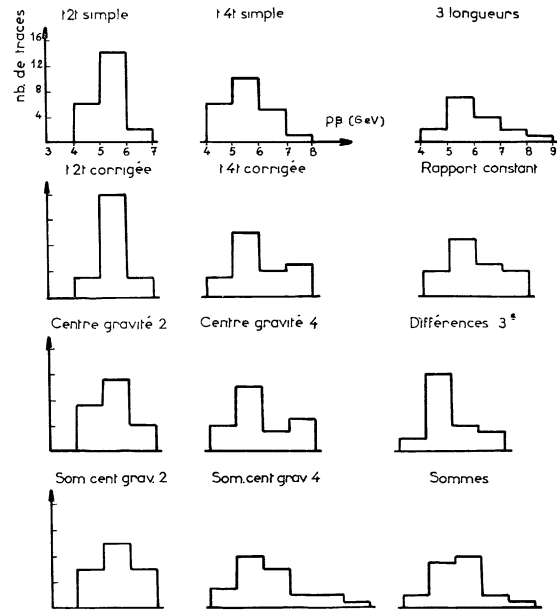 t2t simple
t4t simple
3 longueurs
nb. de traces
16
12
8
4
3 4 5 6 7
4 5 6 7 8
pβ (GeV)
4 5 6 7 8 9
t2t corrigée
t4t corrigée
Rapport constant
Centre gravité 2
Centre gravité 4
Différences 3e
Som cent grav. 2
Som. cent grav 4
Sommes